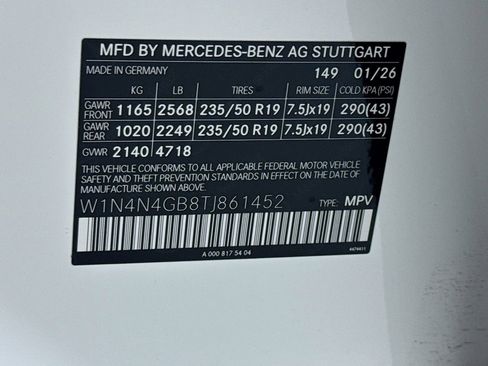 MFD BY MERCEDES-BENZ AG STUTTGART
MADE IN GERMANY 149 01/26
KG LB TIRES RIM SIZE COLD KPA(PSI)
GAWR FRONT 1165 2568 235/50 R19 7.5Jx19 290(43)
GAWR REAR 1020 2249 235/50 R19 7.5Jx19 290(43)
GVWR 2140 4718
THIS VEHICLE CONFORMS TO ALL APPLICABLE FEDERAL MOTOR VEHICLE
SAFETY AND THEFT PREVENTION STANDARDS IN EFFECT ON THE DATE OF
MANUFACTURE SHOWN ABOVE.
W1N4N4GB8TJ861452 TYPE: MPV
A 000 817 54 04